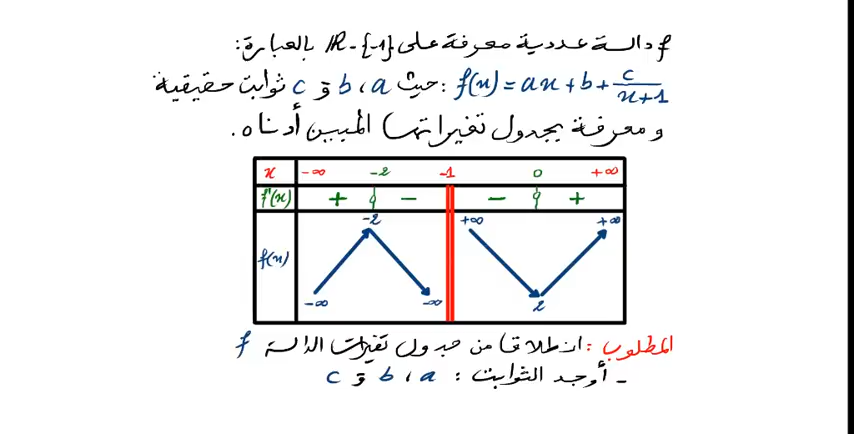 f دالة عددية معرفة على ℝ-{-1} بالعبارة:
f(x)=ax+b+c/(x+1) : حيث a، b و c ثوابت حقيقية
ومعرفة بجدول تغيراتها المبين أدناه.
x -∞ -2 -1 0 +∞
f'(x) + 0 - - 0 +
f(x) -∞ -2 -∞ +∞ 2 +∞
المطلوب: انطلاقا من جدول تغيرات الدالة f
- أوجد الثوابت: a، b و c